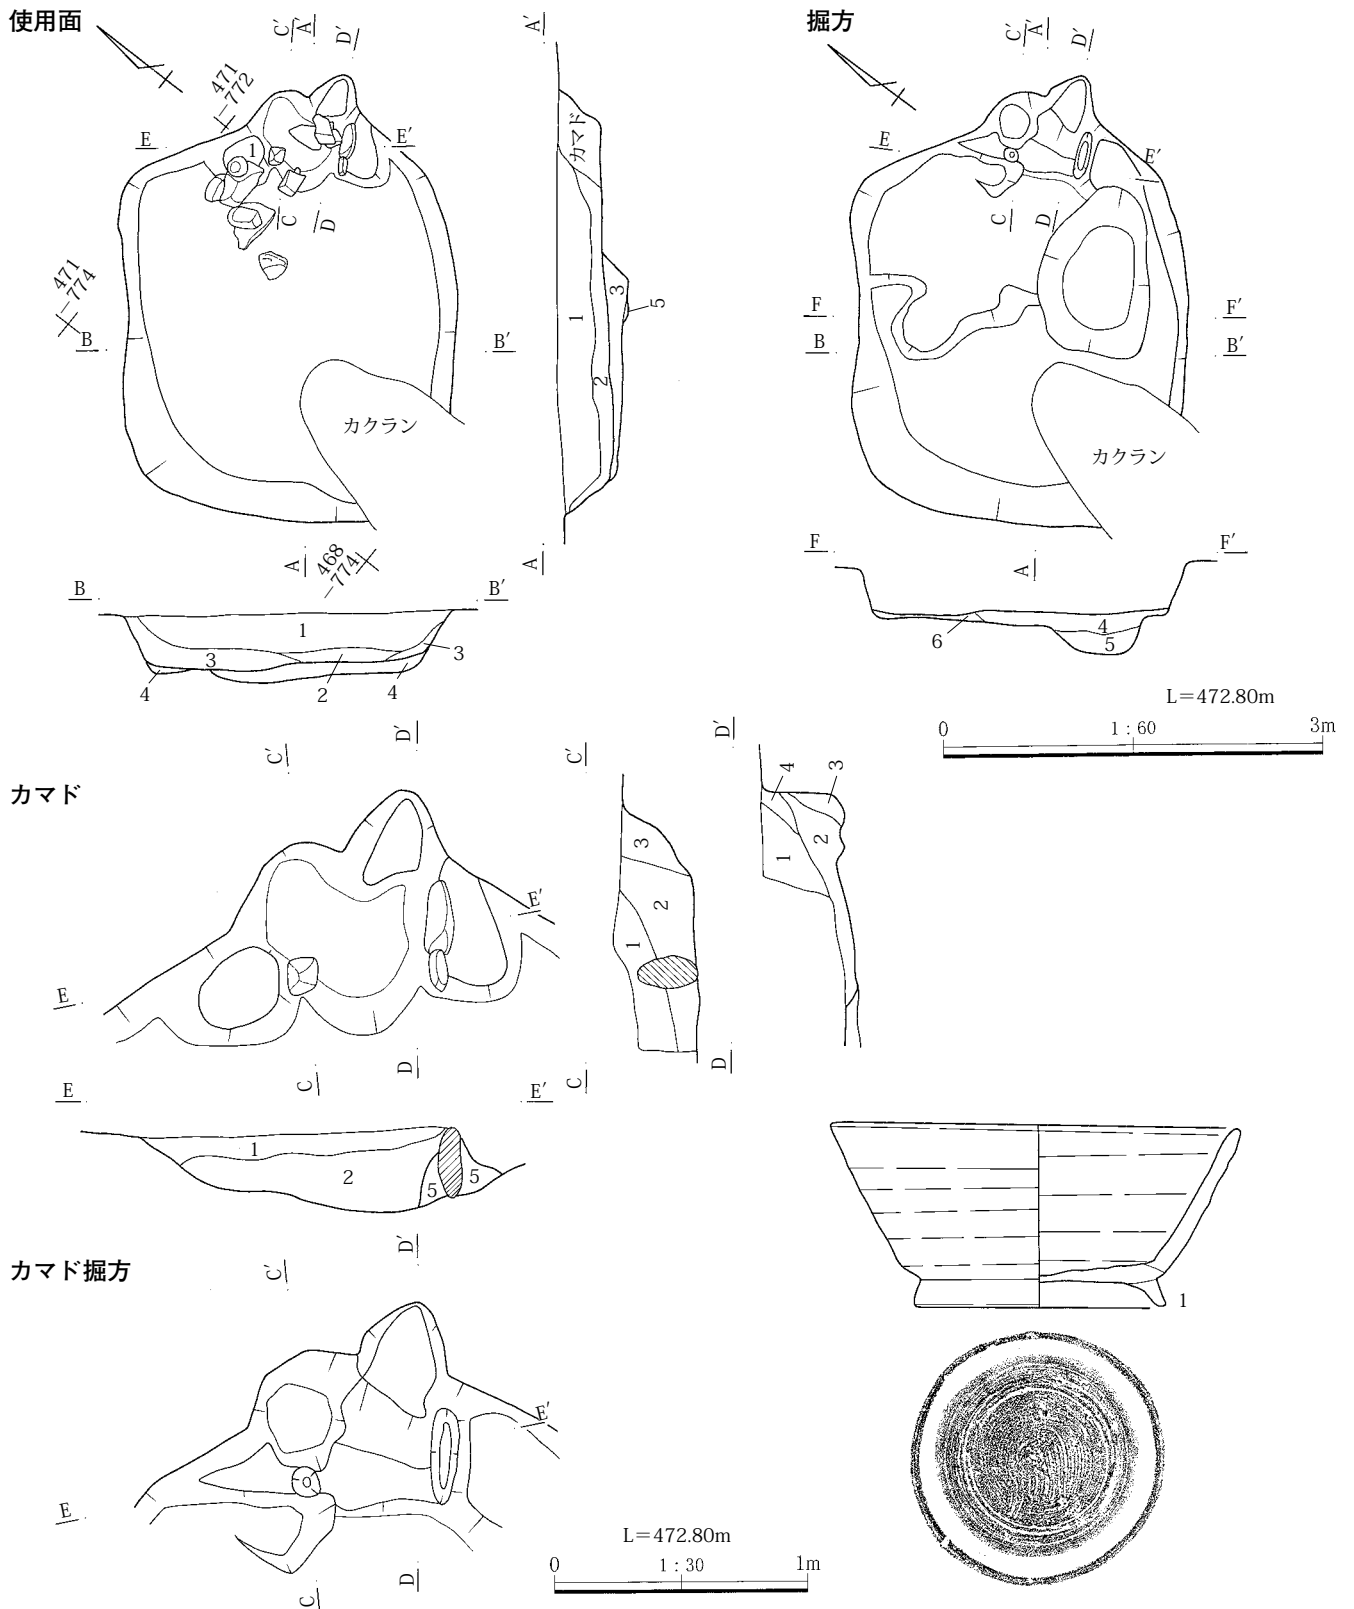 使用面
C′
A′
D′
471
-772
E
E′
1
C
D
471
-774
B
B′
カクラン
A
468
-774
A′
カマド
1
2
3
5
A
掘方
C′
A′
D′
E
E′
C
D
F
F′
B
B′
カクラン
A
B
B′
1
3
2
3
4
4
F
F′
6
4
5
L=472.80m
0
1 : 60
3m
カマド
C′
D′
E
E′
C
D
C′
3
2
1
C
D′
4
3
2
1
D
E
E′
1
2
5
5
カマド掘方
C′
D′
E
E′
C
D
L=472.80m
0
1 : 30
1m
1